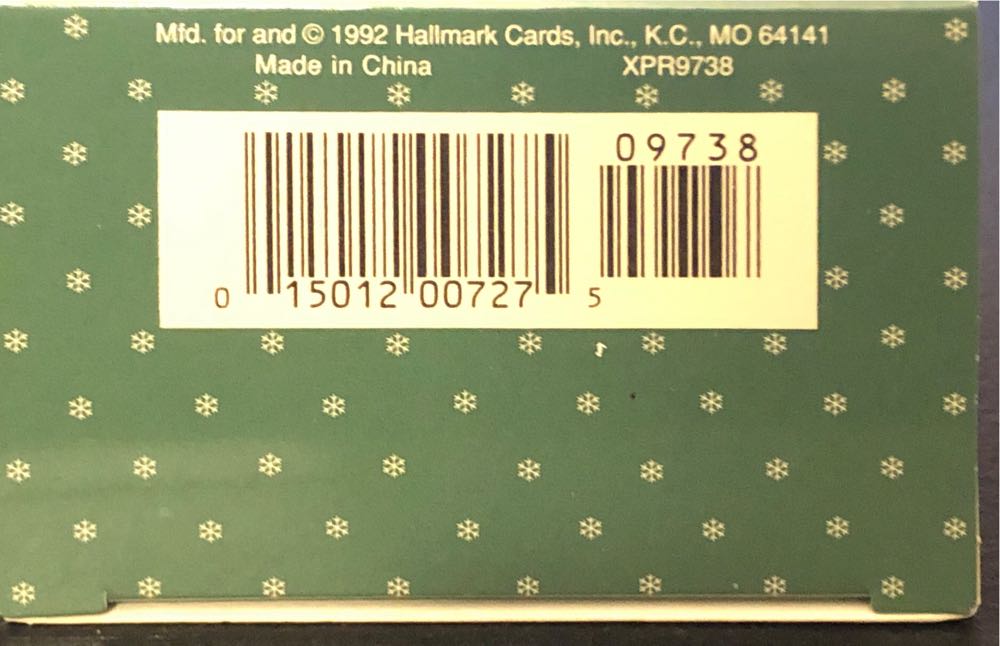 Mfd. for and © 1992 Hallmark Cards, Inc., K.C., MO 64141
Made in China XPR9738
09738
0 15012 00727 5